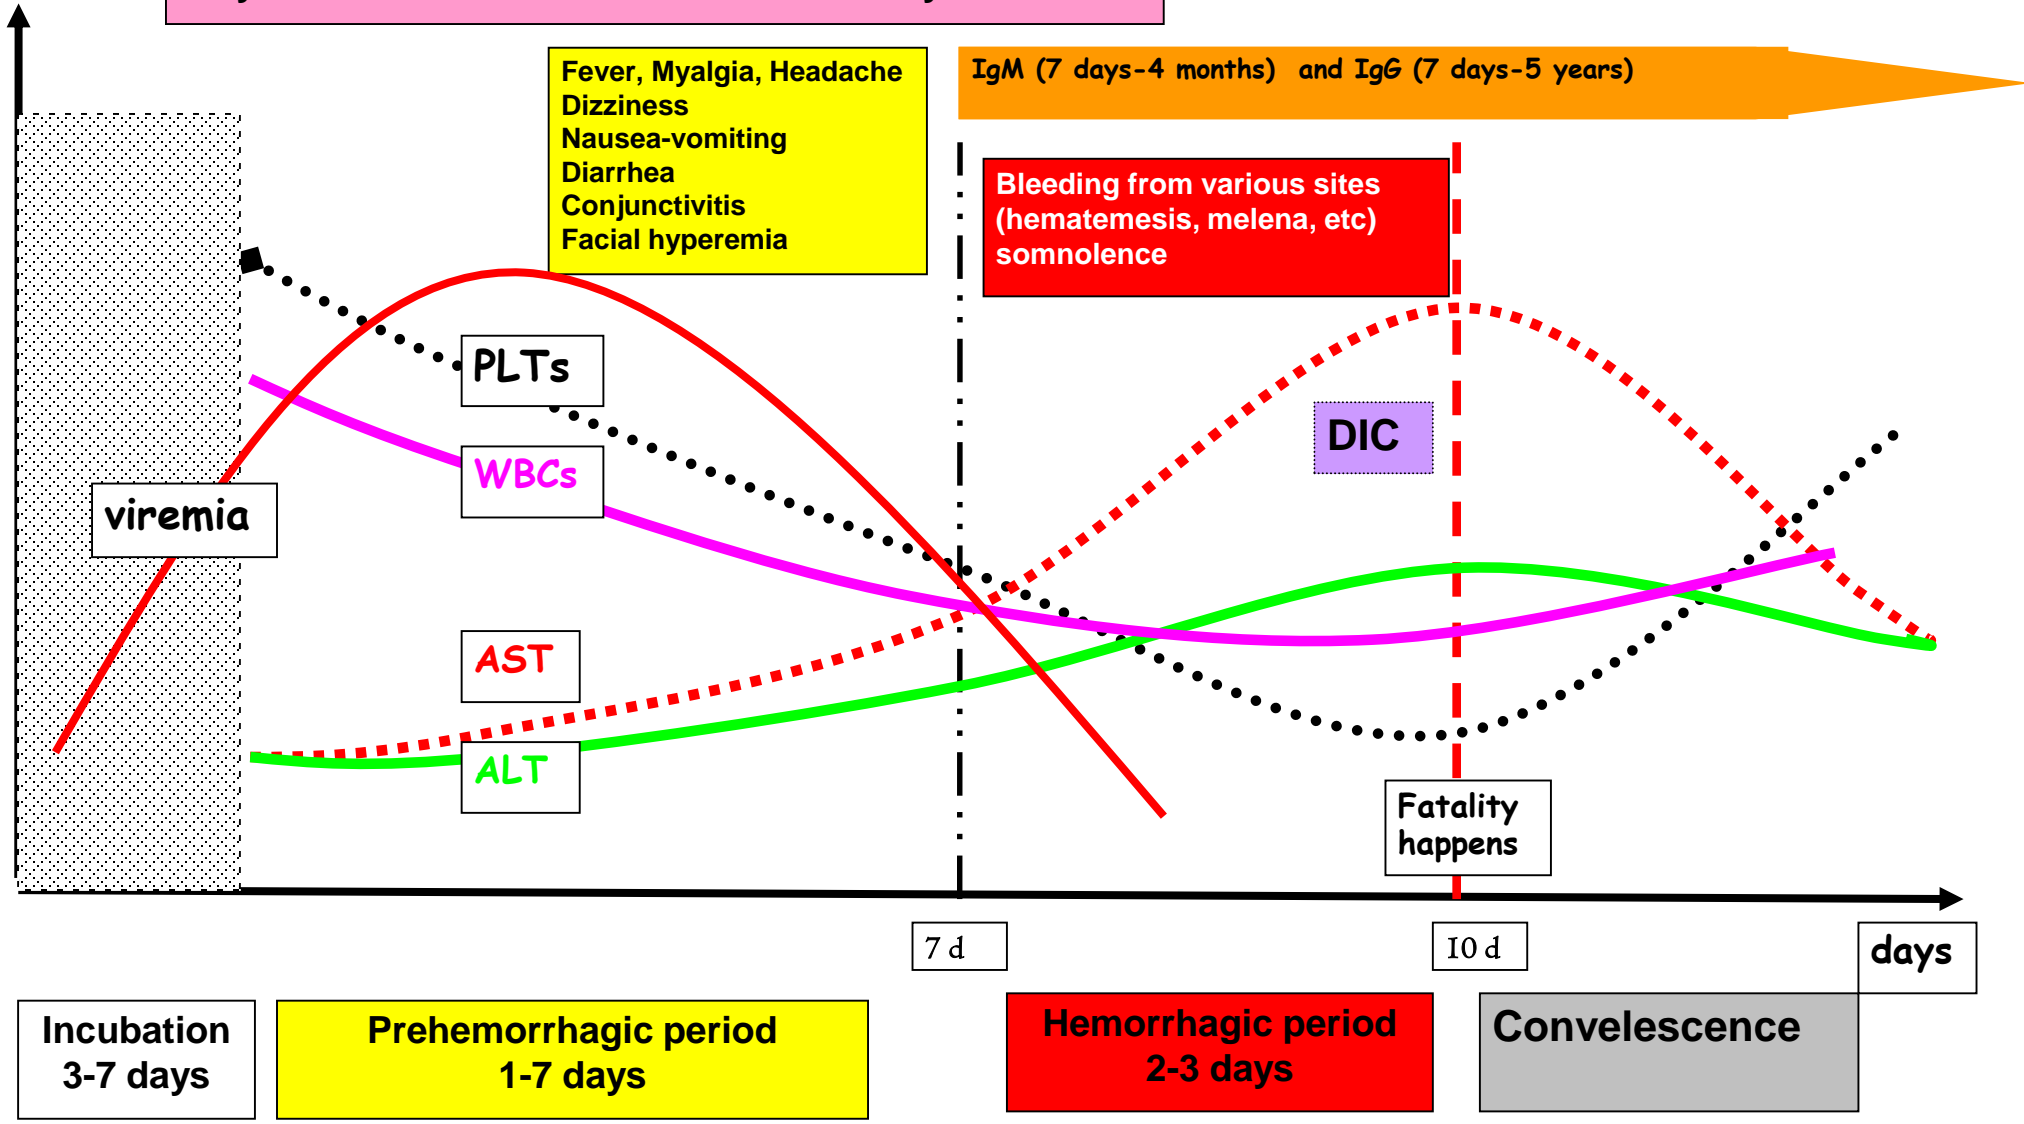 Fever, Myalgia, Headache
Dizziness
Nausea-vomiting
Diarrhea
Conjunctivitis
Facial hyperemia
IgM (7 days-4 months)  and IgG (7 days-5 years)
Bleeding from various sites
(hematemesis, melena, etc)
somnolence
PLTs
WBCs
viremia
DIC
AST
ALT
Fatality
happens
7 d
10 d
days
Incubation
3-7 days
Prehemorrhagic period
1-7 days
Hemorrhagic period
2-3 days
Convelescence